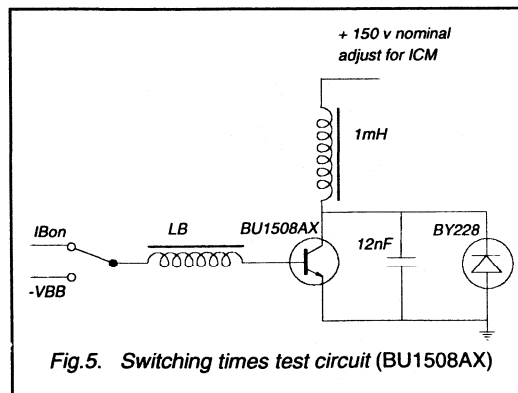 + 150 v nominal
adjust for ICM
1mH
IBon
LB
BU1508AX
12nF
BY228
-VBB
Fig.5. Switching times test circuit (BU1508AX)